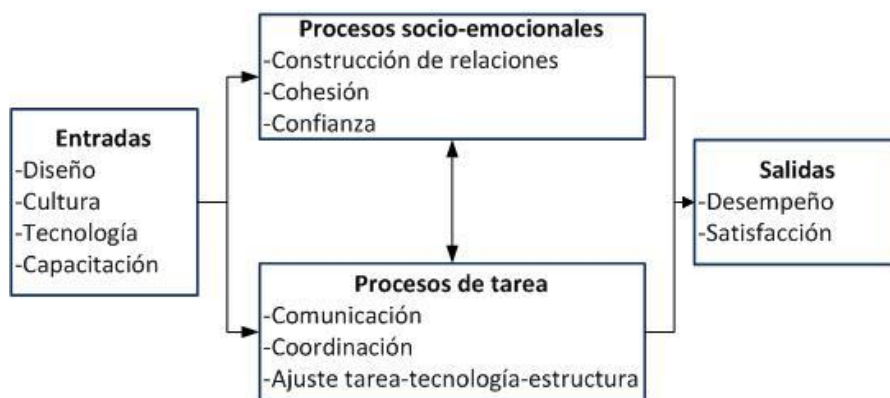 Entradas
-Diseño
-Cultura
-Tecnología
-Capacitación
Procesos socio-emocionales
-Construcción de relaciones
-Cohesión
-Confianza
Procesos de tarea
-Comunicación
-Coordinación
-Ajuste tarea-tecnología-estructura
Salidas
-Desempeño
-Satisfacción